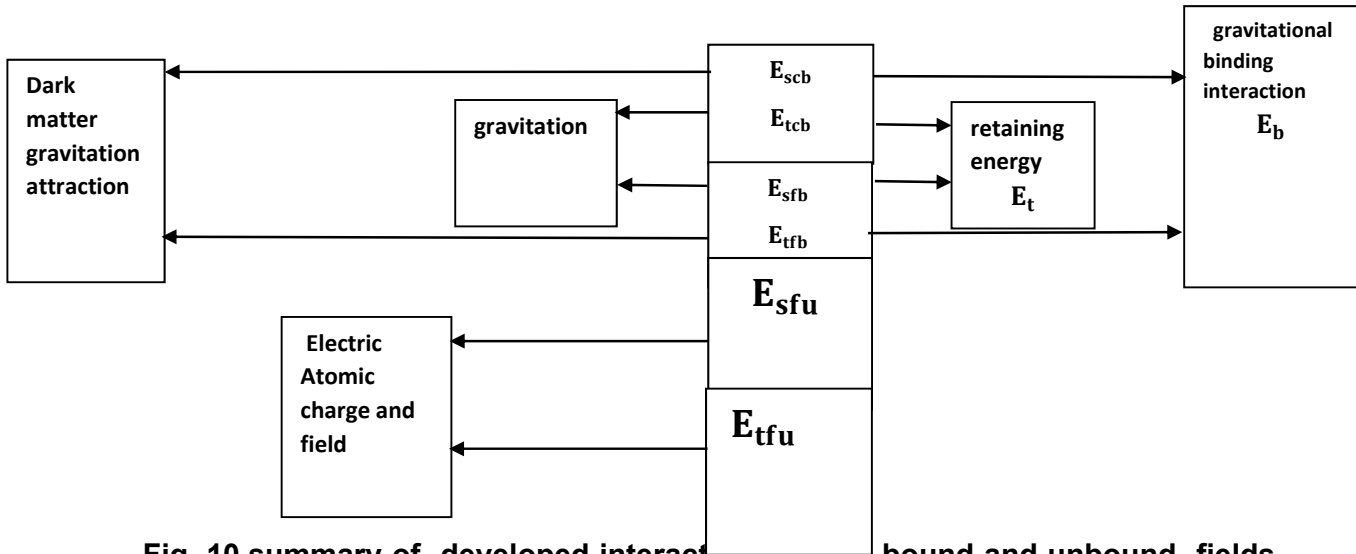 gravitational
binding
interaction
E_b
Dark
matter
gravitation
attraction
gravitation
E_scb
E_tcb
E_sfb
E_tfb
retaining
energy
E_t
E_sfu
Electric
Atomic
charge and
field
E_tfu
Fig. 10 summary of developed bound and unbound fields